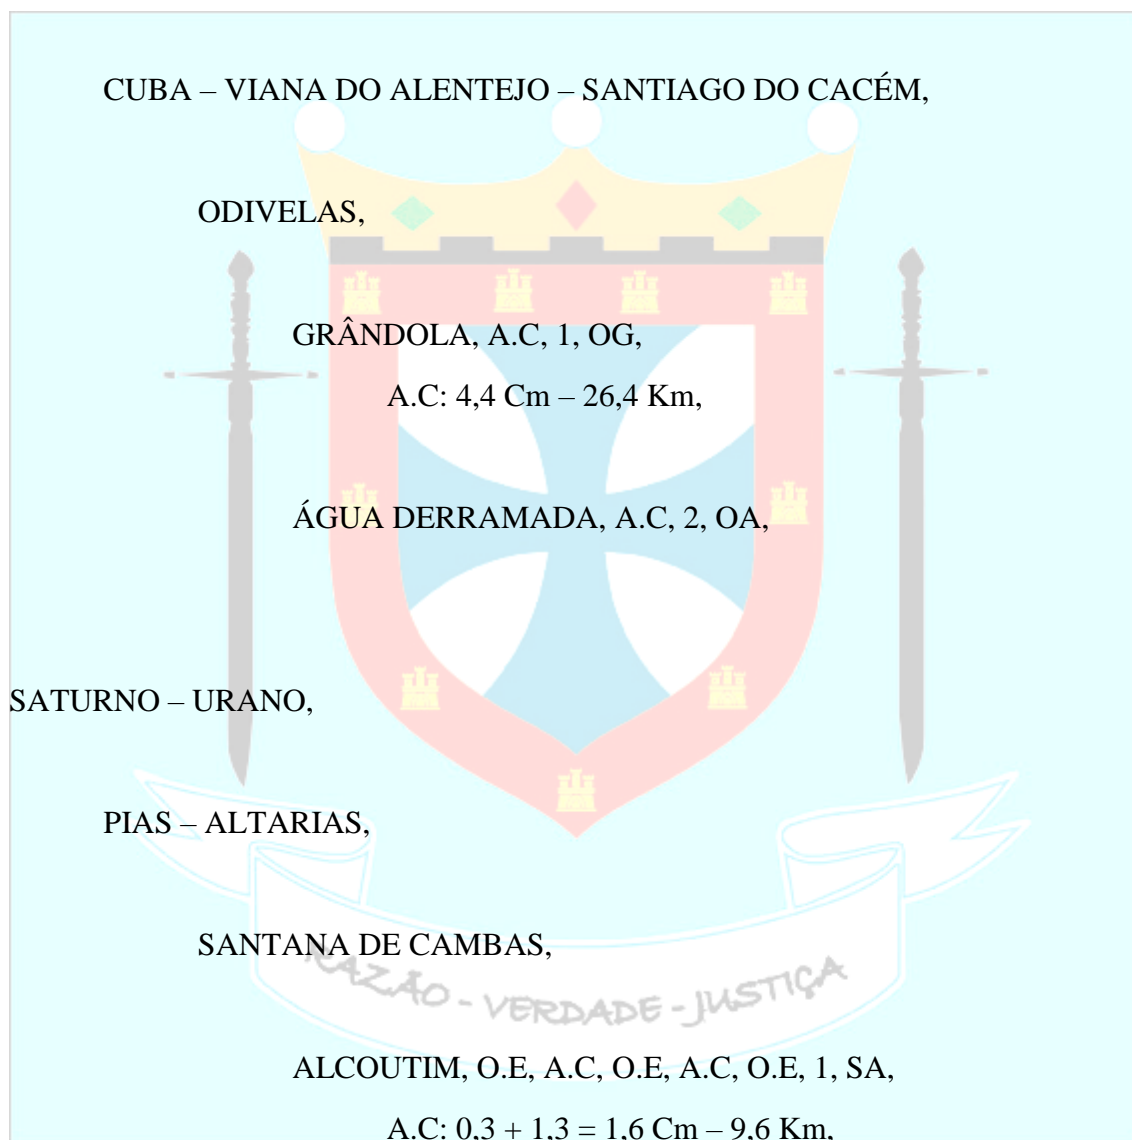 CUBA – VIANA DO ALENTEJO – SANTIAGO DO CACÉM,
ODIVELAS,
GRÂNDOLA, A.C, 1, OG,
A.C: 4,4 Cm – 26,4 Km,
ÁGUA DERRAMADA, A.C, 2, OA,
SATURNO – URANO,
PIAS – ALTARIAS,
SANTANA DE CAMBAS,
RAZÃO - VERDADE - JUSTIÇA
ALCOUTIM, O.E, A.C, O.E, A.C, O.E, 1, SA,
A.C: 0,3 + 1,3 = 1,6 Cm – 9,6 Km,